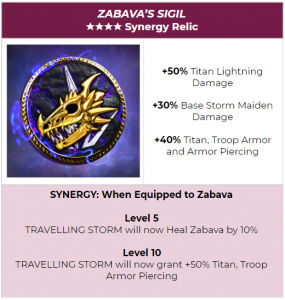 ZABAVA'S SIGIL
★★★★ Synergy Relic
+50% Titan Lightning
Damage
+30% Base Storm Maiden
Damage
+40% Titan, Troop Armor
and Armor Piercing
SYNERGY: When Equipped to Zabava
Level 5
TRAVELLING STORM will now Heal Zabava by 10%
Level 10
TRAVELLING STORM will now grant +50% Titan, Troop
Armor Piercing